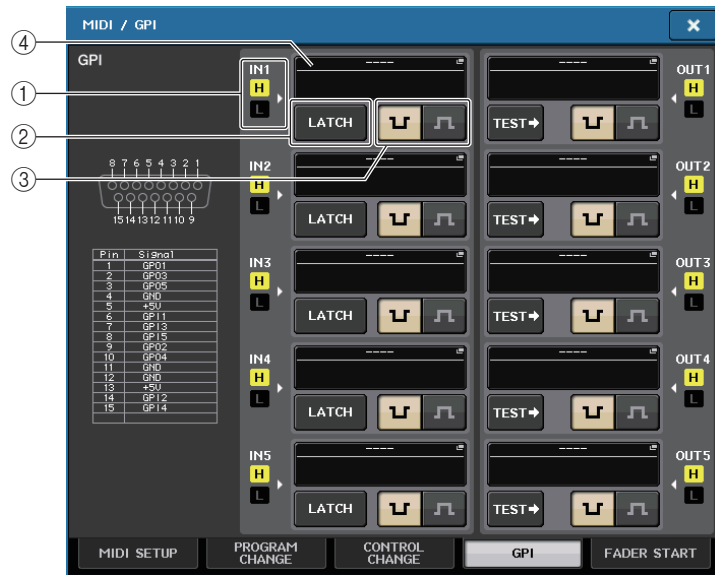 MIDI / GPI
×
GPI
④
①
②
③
IN1
H
L
----
LATCH
----
TEST
OUT1
H
L
8 7 6 5 4 3 2 1
15 14 13 12 11 10 9
IN2
H
L
----
LATCH
----
TEST
OUT2
H
L
Pin Signal
1 GPO1
2 GPO3
3 GPO5
4 GND
5 +5V
6 GPI1
7 GPI3
8 GPI5
9 GPO2
10 GPO4
11 GND
12 GND
13 +5V
14 GPI2
15 GPI4
IN3
H
L
----
LATCH
----
TEST
OUT3
H
L
IN4
H
L
----
LATCH
----
TEST
OUT4
H
L
IN5
H
L
----
LATCH
----
TEST
OUT5
H
L
MIDI SETUP
PROGRAM
CHANGE
CONTROL
CHANGE
GPI
FADER START